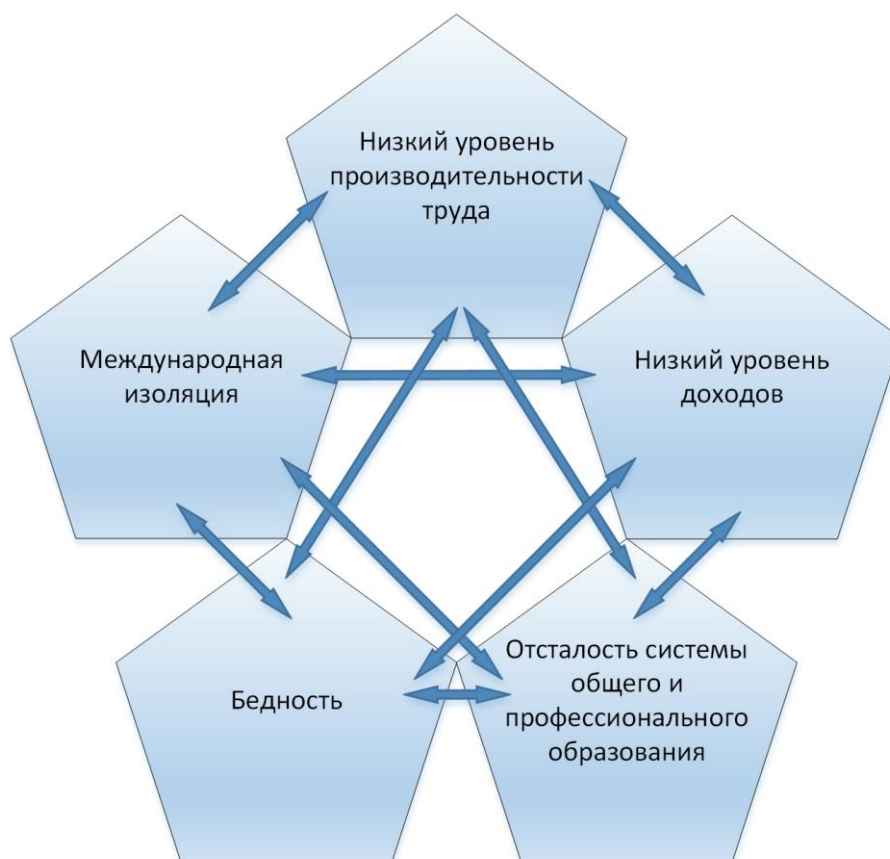 Низкий уровень
производительности
труда
Международная
изоляция
Низкий уровень
доходов
Бедность
Отсталость системы
общего и
профессионального
образования